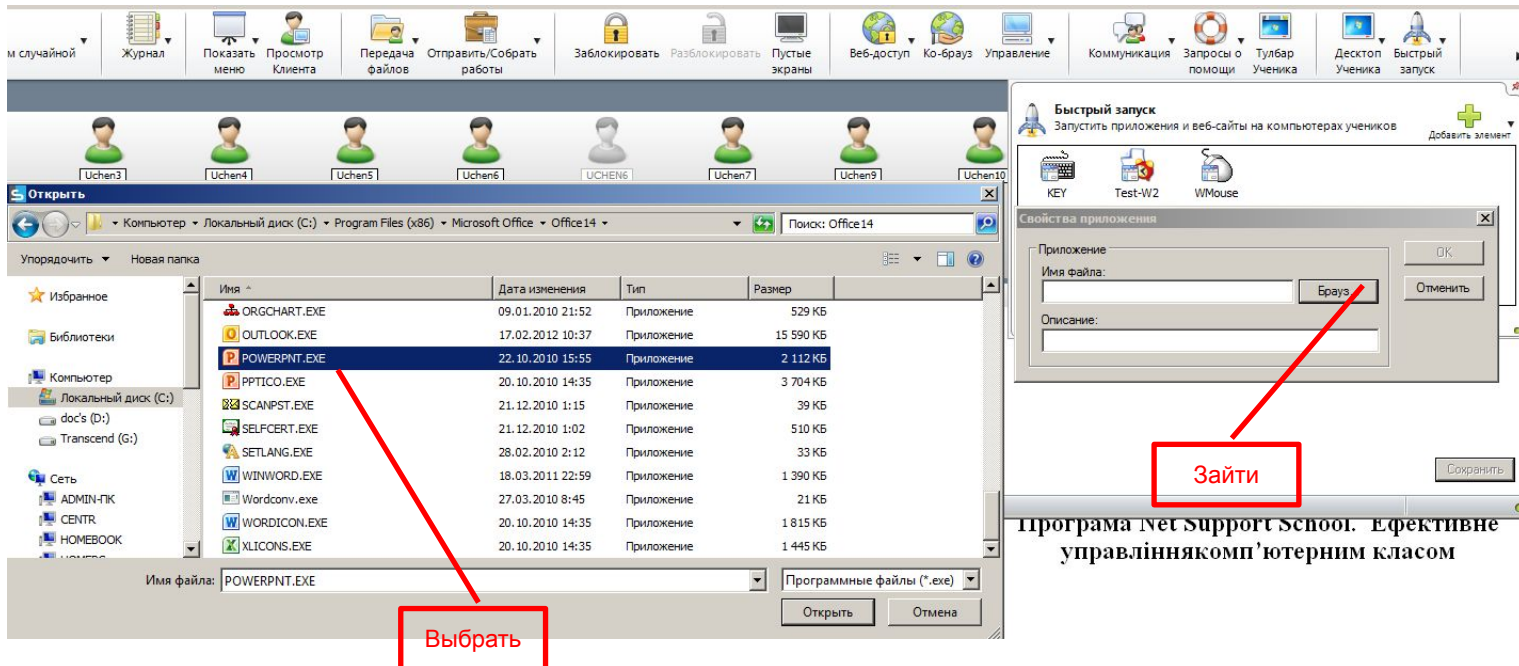 м случайной
Журнал
Показать меню
Просмотр Клиента
Передача файлов
Отправить/Собрать работы
Заблокировать
Разблокировать
Пустые экраны
Веб-доступ
Ко-брауз
Управление
Коммуникация
Запросы о помощи
Тулбар Ученика
Десктоп Ученика
Быстрый запуск
Uchen3
Uchen4
Uchen5
Uchen6
UCHEN6
Uchen7
Uchen9
Uchen10
Быстрый запуск
Запустить приложения и веб-сайты на компьютерах учеников
Добавить элемент
KEY
Test-W2
WMouse
Открыть
Компьютер
Локальный диск (C:)
Program Files (x86)
Microsoft Office
Office14
Поиск: Office14
Упорядочить
Новая папка
Избранное
Библиотеки
Компьютер
Локальный диск (C:)
doc's (D:)
Transcend (G:)
Сеть
ADMIN-ПК
CENTR
HOMEBOOK
Имя Дата изменения Тип Размер
ORGCHART.EXE 09.01.2010 21:52 Приложение 529 КБ
OUTLOOK.EXE 17.02.2012 10:37 Приложение 15 590 КБ
POWERPNT.EXE 22.10.2010 15:55 Приложение 2 112 КБ
PPTICO.EXE 20.10.2010 14:35 Приложение 3 704 КБ
SCANPST.EXE 21.12.2010 1:15 Приложение 39 КБ
SELFCERT.EXE 21.12.2010 1:02 Приложение 510 КБ
SETLANG.EXE 28.02.2010 2:12 Приложение 33 КБ
WINWORD.EXE 18.03.2011 22:59 Приложение 1 390 КБ
Wordconv.exe 27.03.2010 8:45 Приложение 21 КБ
WORDICON.EXE 20.10.2010 14:35 Приложение 1 815 КБ
XLICONS.EXE 20.10.2010 14:35 Приложение 1 445 КБ
Имя файла: POWERPNT.EXE
Программные файлы (*.exe)
Открыть
Отмена
Выбрать
Свойства приложения
Приложение
Имя файла:
Брауз
Описание:
OK
Отменить
Зайти
Сохранить
Програма Net Support School. Ефективне
управліннякомп’ютерним класом